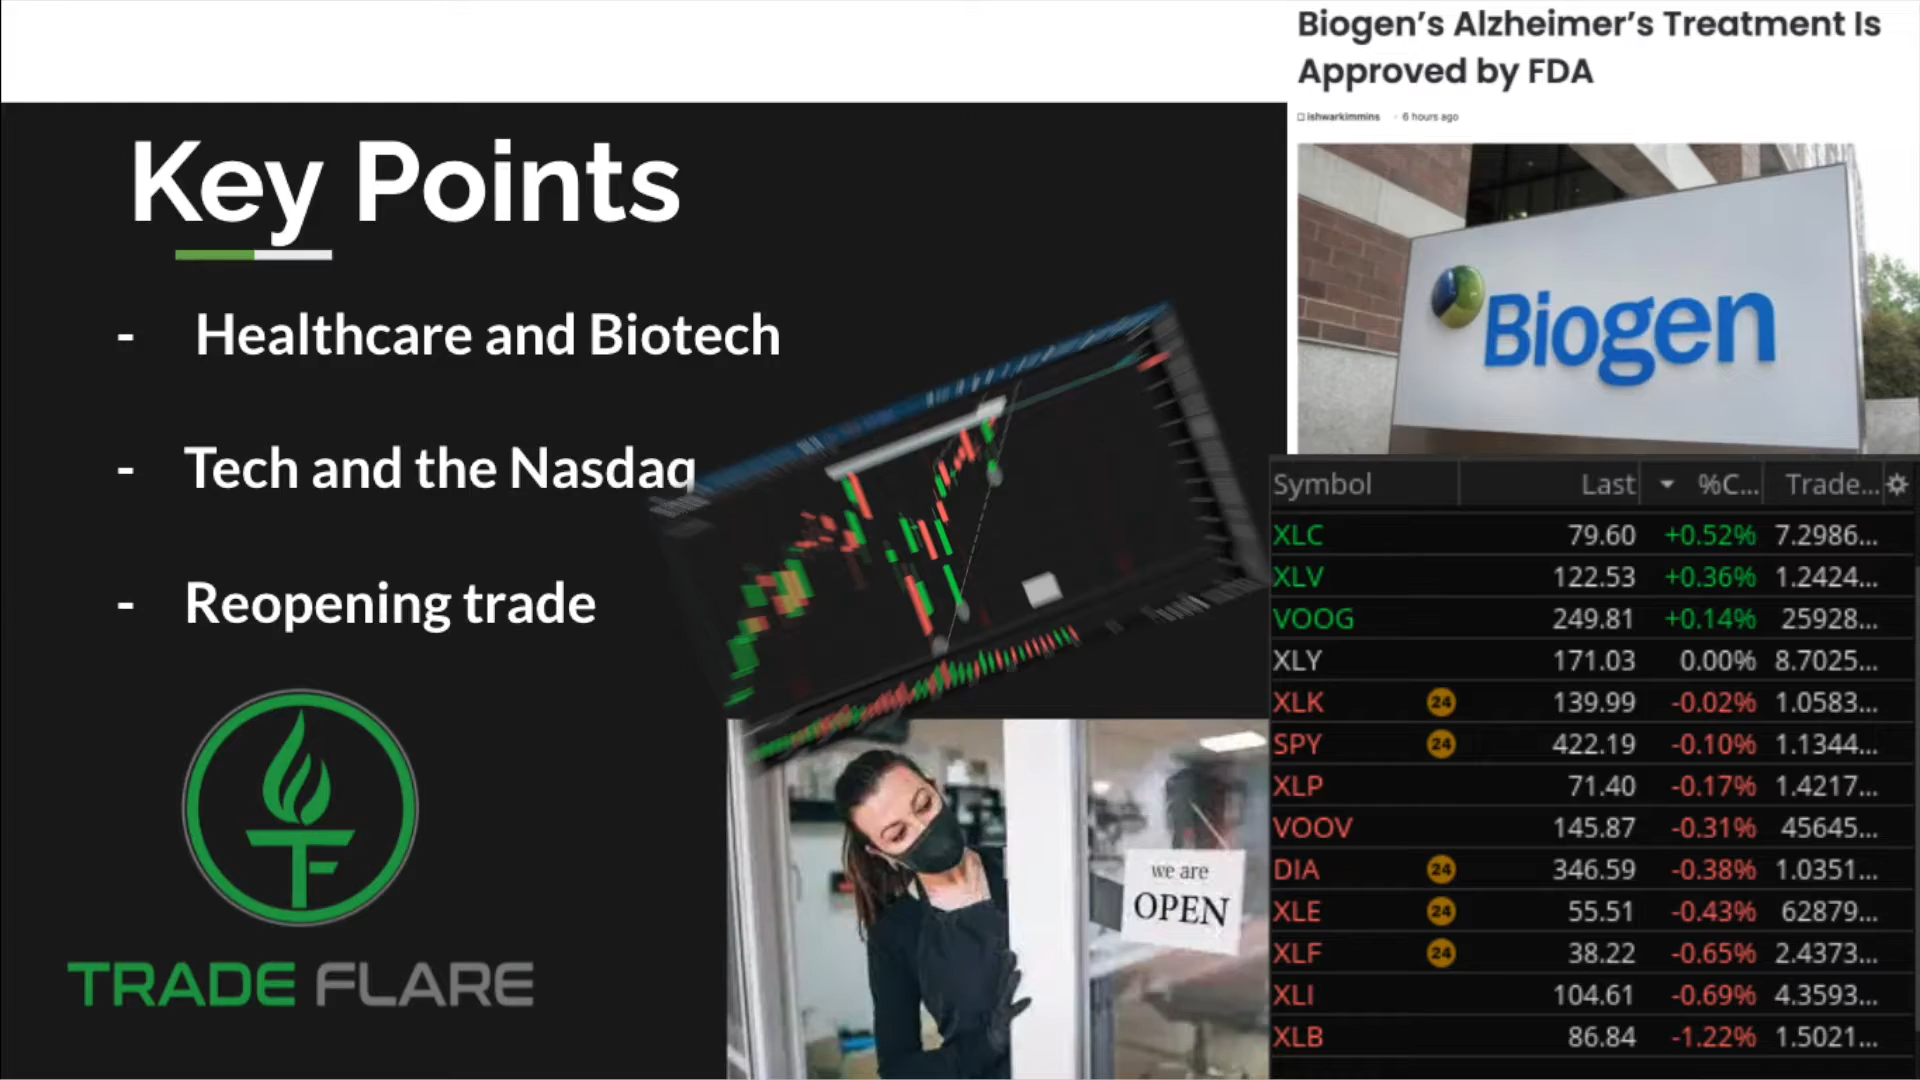 Biogen’s Alzheimer’s Treatment Is
Approved by FDA
ishwarkimmins · 6 hours ago
Biogen
Key Points
- Healthcare and Biotech
- Tech and the Nasdaq
- Reopening trade
TF
TRADE FLARE
we are
OPEN
Symbol Last %C... Trade...
XLC 79.60 +0.52% 7.2986...
XLV 122.53 +0.36% 1.2424...
VOOG 249.81 +0.14% 25928...
XLY 171.03 0.00% 8.7025...
XLK 24 139.99 -0.02% 1.0583...
SPY 24 422.19 -0.10% 1.1344...
XLP 71.40 -0.17% 1.4217...
VOOV 145.87 -0.31% 45645...
DIA 24 346.59 -0.38% 1.0351...
XLE 24 55.51 -0.43% 62879...
XLF 24 38.22 -0.65% 2.4373...
XLI 104.61 -0.69% 4.3593...
XLB 86.84 -1.22% 1.5021...